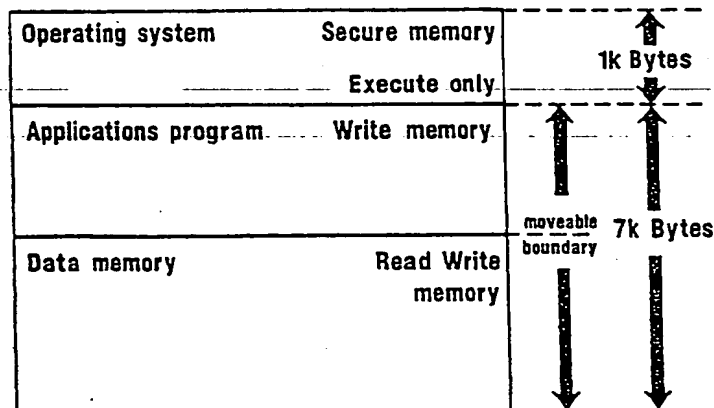 Operating system Secure memory
1k Bytes
Execute only
Applications program Write memory
moveable
boundary
7k Bytes
Data memory Read Write
memory